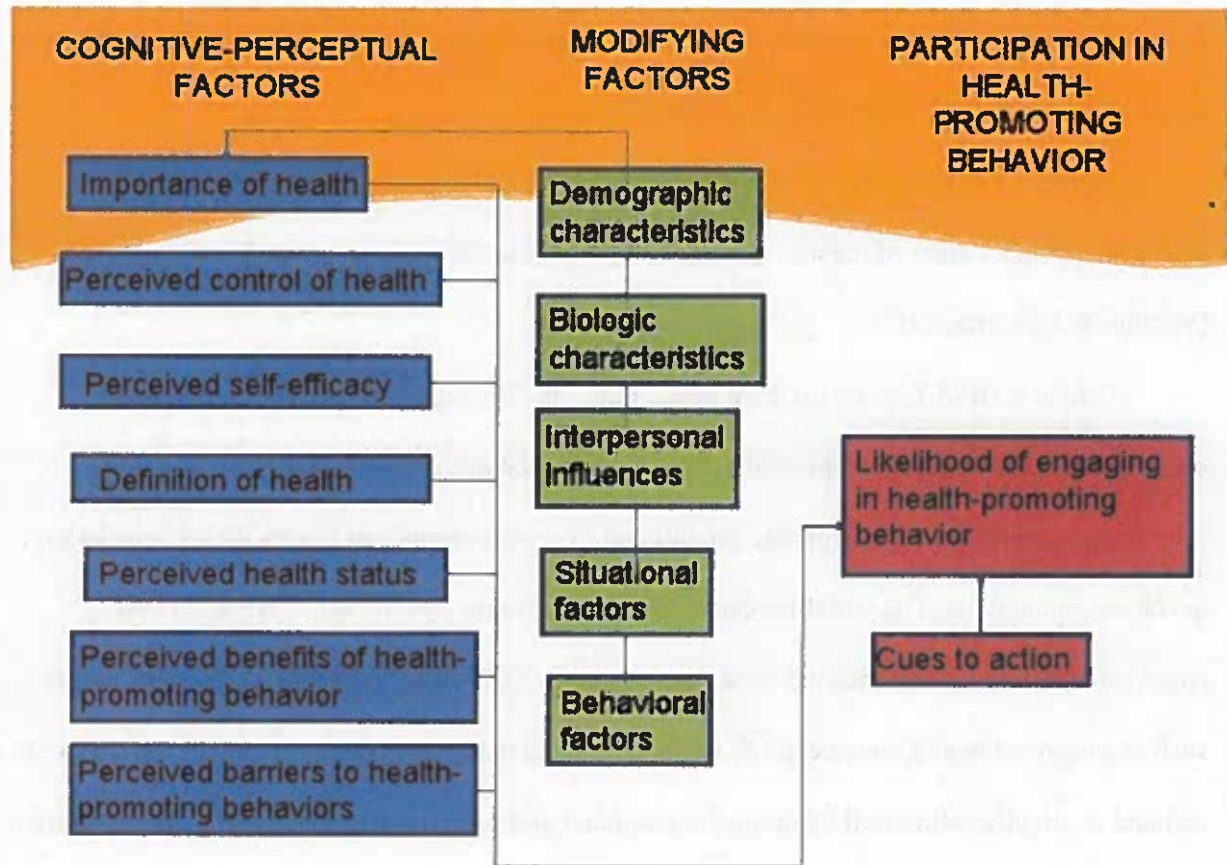 COGNITIVE-PERCEPTUAL
FACTORS
MODIFYING
FACTORS
PARTICIPATION IN
HEALTH-
PROMOTING
BEHAVIOR
Importance of health
Perceived control of health
Perceived self-efficacy
Definition of health
Perceived health status
Perceived benefits of health-
promoting behavior
Perceived barriers to health-
promoting behaviors
Demographic
characteristics
Biologic
characteristics
Interpersonal
Influences
Situational
factors
Behavioral
factors
Likelihood of engaging
in health-promoting
behavior
Cues to action